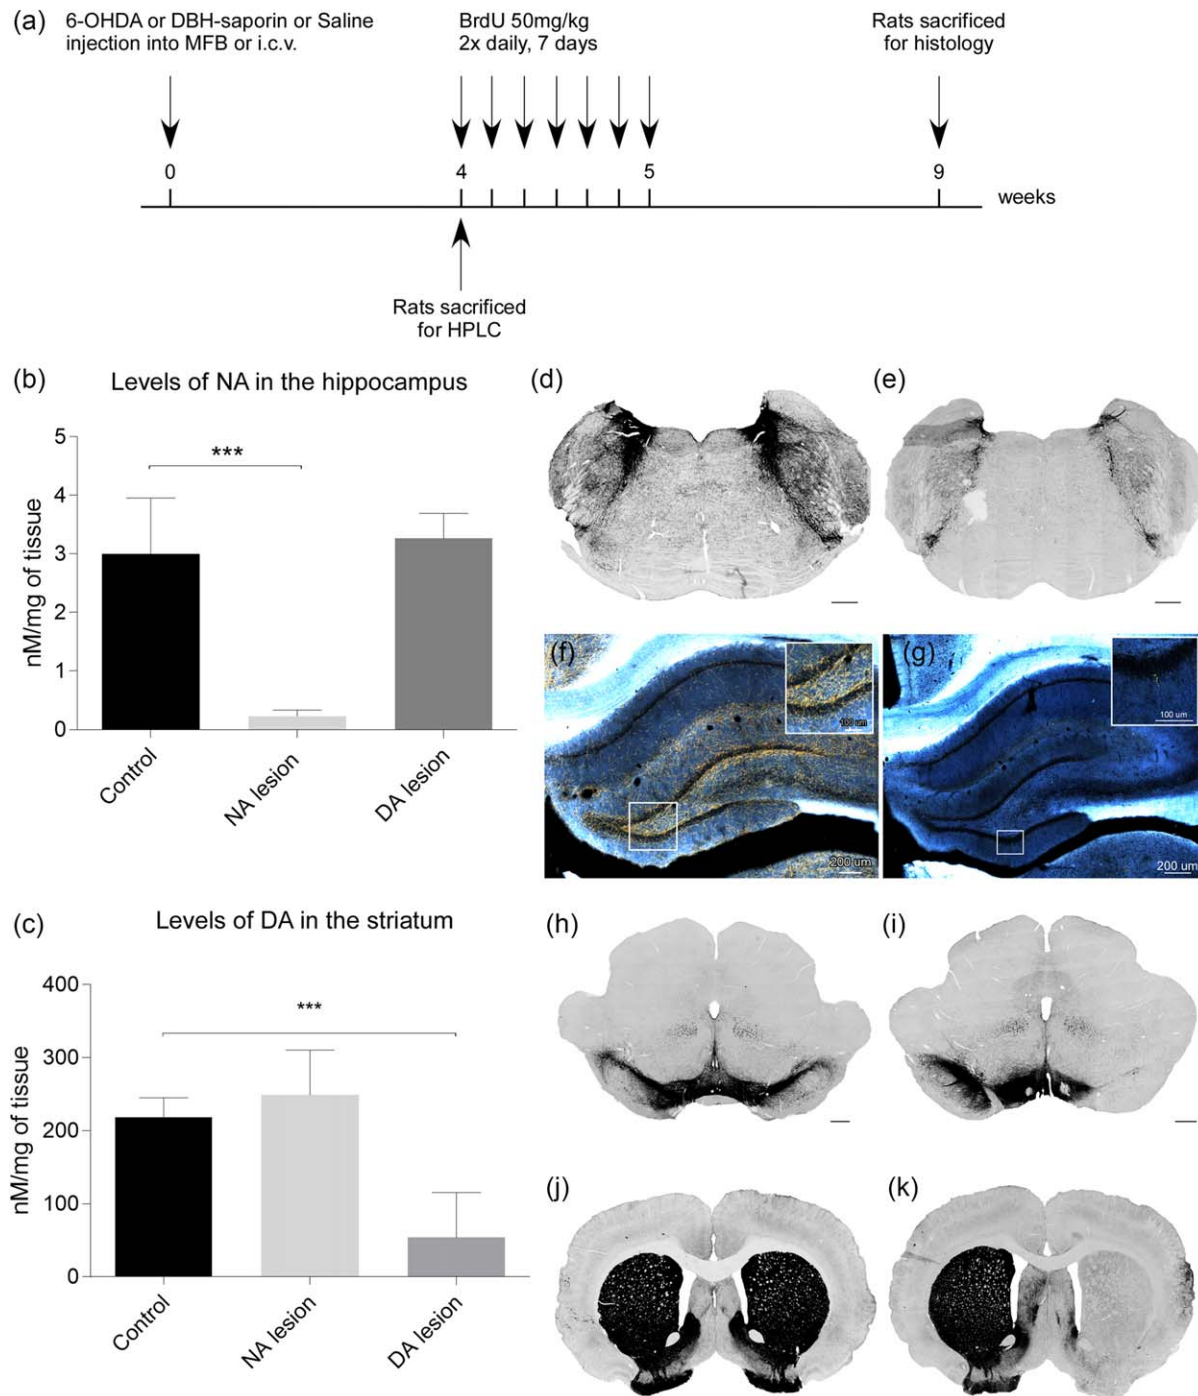 (a)
6-OHDA or DBH-saporin or Saline
injection into MFB or i.c.v.
BrdU 50mg/kg
2x daily, 7 days
Rats sacrificed
for histology
0
4
5
9
weeks
Rats sacrificed
for HPLC
(b)
Levels of NA in the hippocampus
nM/mg of tissue
5
4
3
2
1
0
***
Control
NA lesion
DA lesion
(d)
(e)
(f)
100 um
200 um
(g)
100 um
200 um
(c)
Levels of DA in the striatum
nM/mg of tissue
400
300
200
100
0
***
Control
NA lesion
DA lesion
(h)
(i)
(j)
(k)